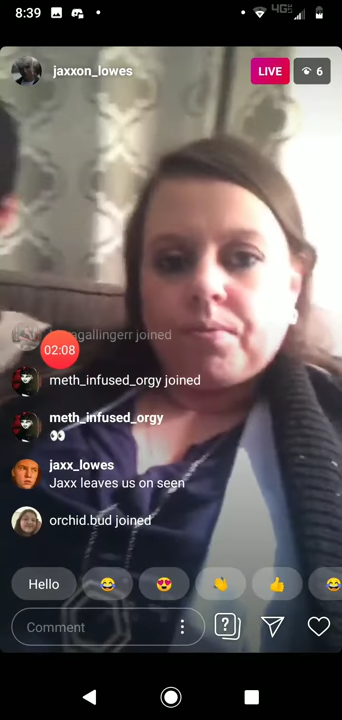 8:39
4G
jaxxon_lowes
LIVE
6
agallingerr joined
02:08
meth_infused_orgy joined
meth_infused_orgy
👀
jaxx_lowes
Jaxx leaves us on seen
orchid.bud joined
Hello 😂 😍 👏 👍 😂
Comment
?